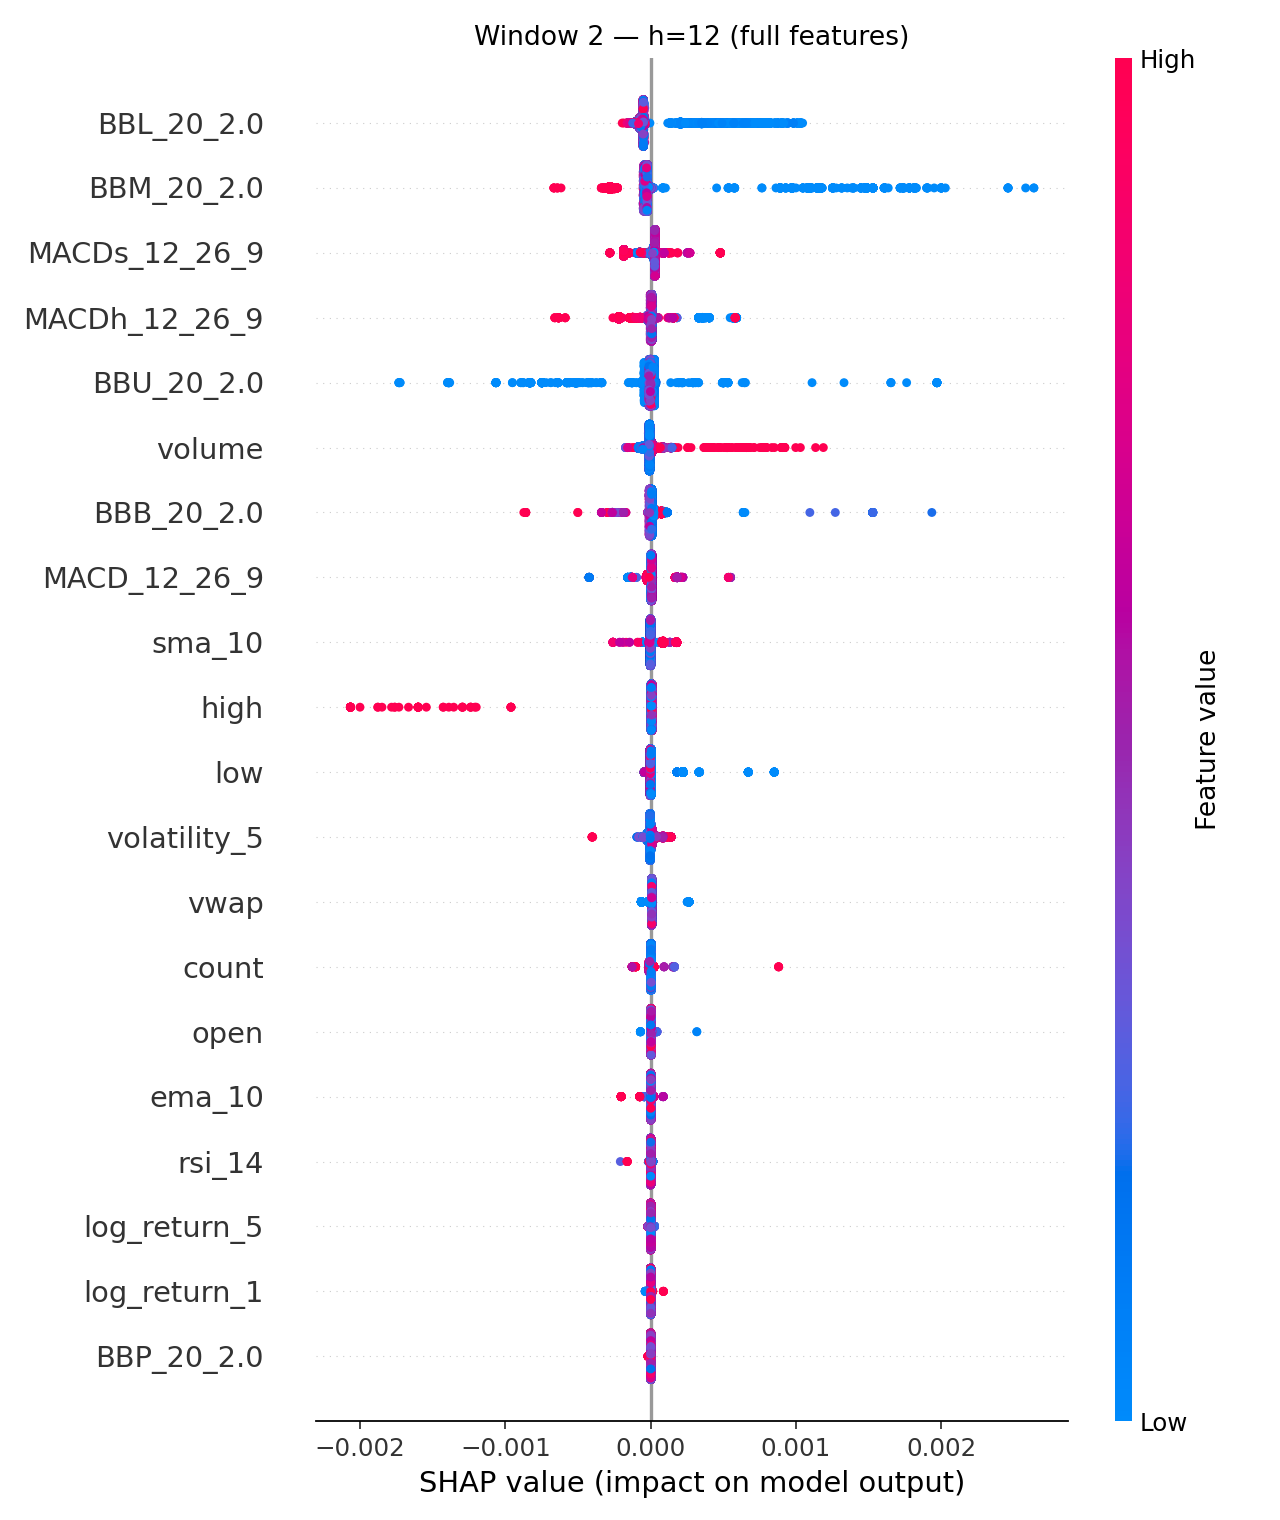 Window 2 — h=12 (full features)
High
BBL_20_2.0
BBM_20_2.0
MACDs_12_26_9
MACDh_12_26_9
BBU_20_2.0
volume
BBB_20_2.0
MACD_12_26_9
sma_10
high
low
volatility_5
vwap
count
open
ema_10
rsi_14
log_return_5
log_return_1
BBP_20_2.0
Feature value
Low
−0.002 −0.001 0.000 0.001 0.002
SHAP value (impact on model output)